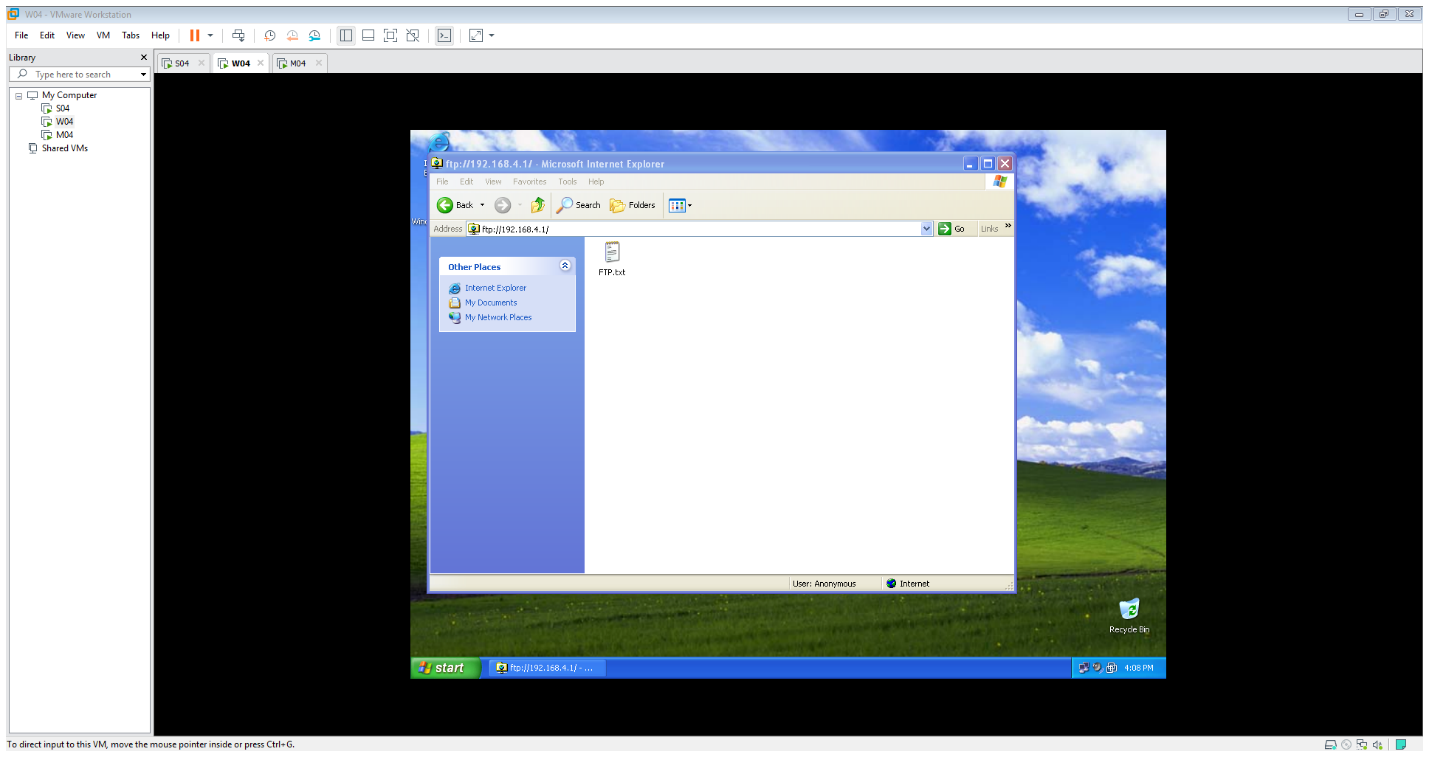 W04 - VMware Workstation
File Edit View VM Tabs Help
Library
Type here to search
My Computer
S04
W04
M04
Shared VMs
S04 W04 M04
ftp://192.168.4.1/ - Microsoft Internet Explorer
File Edit View Favorites Tools Help
Back Search Folders
Address ftp://192.168.4.1/ Go Links »
Other Places
Internet Explorer
My Documents
My Network Places
FTP.txt
User: Anonymous Internet
Recycle Bin
start ftp://192.168.4.1/ - ... 4:08 PM
To direct input to this VM, move the mouse pointer inside or press Ctrl+G.